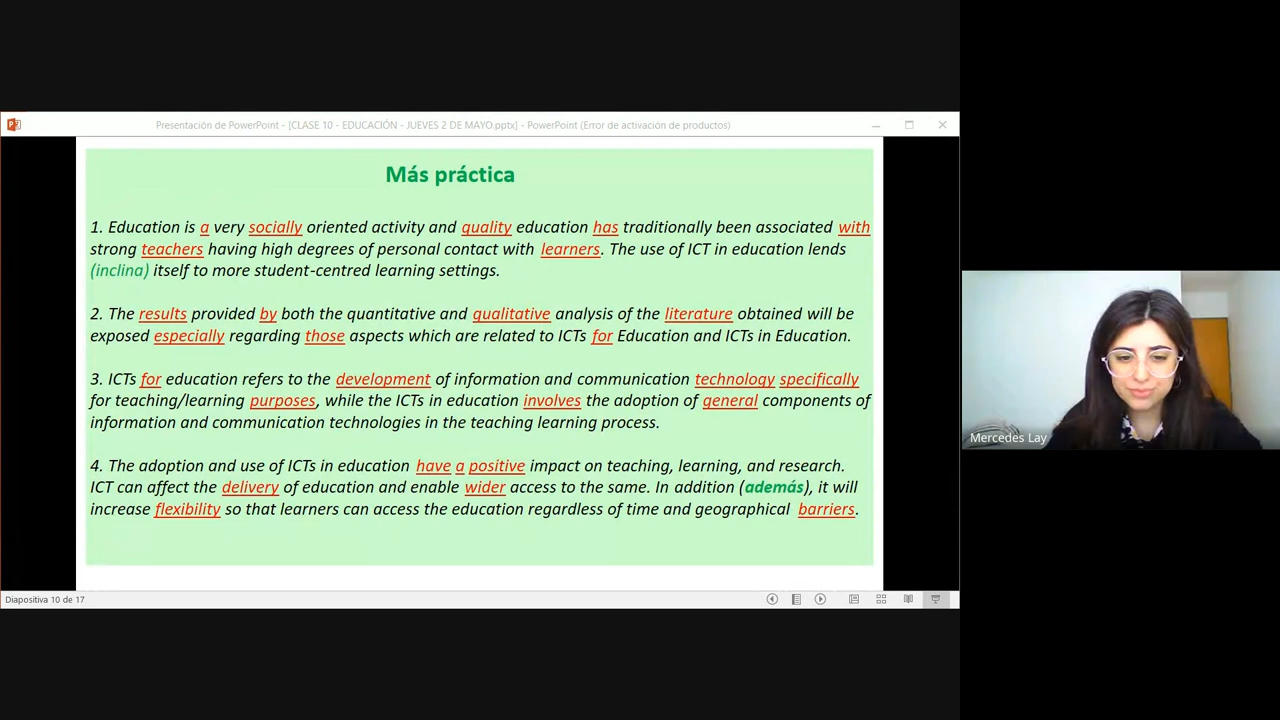 Presentación de PowerPoint - [CLASE 10 - EDUCACIÓN - JUEVES 2 DE MAYO.pptx] - PowerPoint (Error de activación de productos)
Más práctica
1. Education is a very socially oriented activity and quality education has traditionally been associated with
strong teachers having high degrees of personal contact with learners. The use of ICT in education lends
(inclina) itself to more student-centred learning settings.
2. The results provided by both the quantitative and qualitative analysis of the literature obtained will be
exposed especially regarding those aspects which are related to ICTs for Education and ICTs in Education.
3. ICTs for education refers to the development of information and communication technology specifically
for teaching/learning purposes, while the ICTs in education involves the adoption of general components of
information and communication technologies in the teaching learning process.
4. The adoption and use of ICTs in education have a positive impact on teaching, learning, and research.
ICT can affect the delivery of education and enable wider access to the same. In addition (además), it will
increase flexibility so that learners can access the education regardless of time and geographical barriers.
Mercedes Lay
Diapositiva 10 de 17